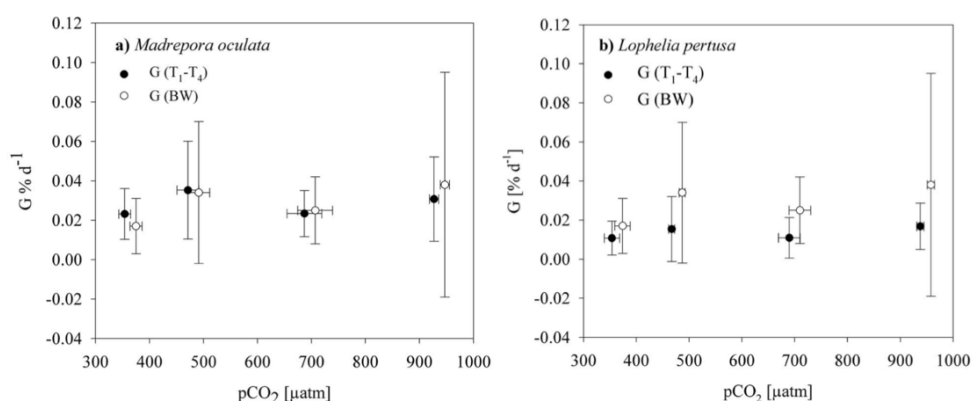 a) Madrepora oculata
G (T1-T4)
G (BW)
0.12
0.10
0.08
0.06
0.04
0.02
0.00
-0.02
-0.04
G % d-1
300 400 500 600 700 800 900 1000
pCO2 [µatm]
b) Lophelia pertusa
G (T1-T4)
G (BW)
0.12
0.10
0.08
0.06
0.04
0.02
0.00
-0.02
-0.04
G [% d-1]
300 400 500 600 700 800 900 1000
pCO2 [µatm]